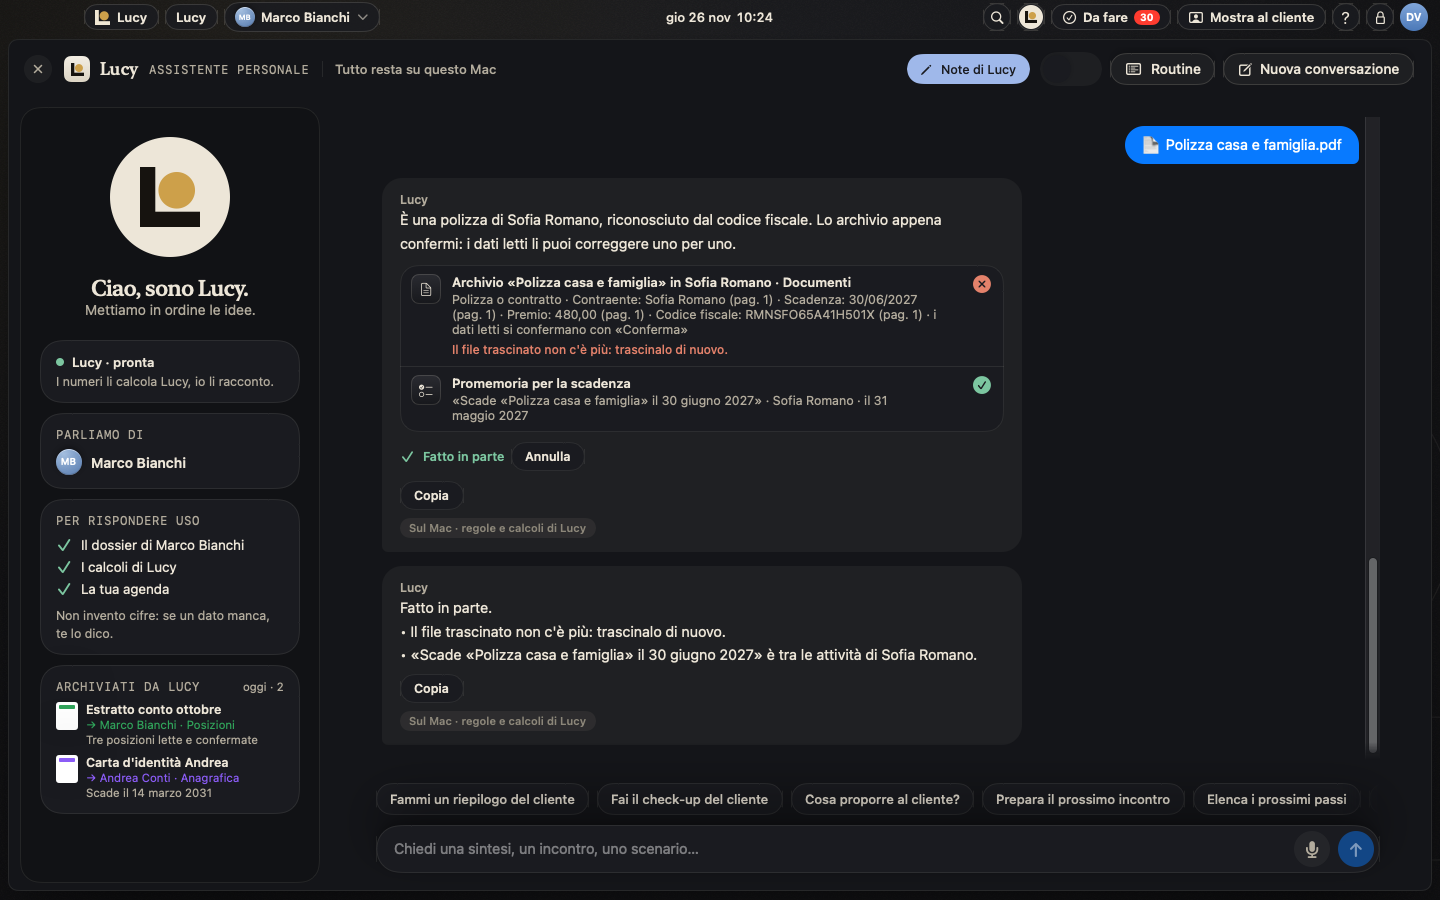 Lucy
Lucy
MB Marco Bianchi
gio 26 nov 10:24
Da fare 30
Mostra al cliente
?
DV
Lucy ASSISTENTE PERSONALE
Tutto resta su questo Mac
Note di Lucy
Routine
Nuova conversazione
Ciao, sono Lucy.
Mettiamo in ordine le idee.
Lucy · pronta
I numeri li calcola Lucy, io li racconto.
PARLIAMO DI
MB Marco Bianchi
PER RISPONDERE USO
Il dossier di Marco Bianchi
I calcoli di Lucy
La tua agenda
Non invento cifre: se un dato manca,
te lo dico.
ARCHIVIATI DA LUCY oggi · 2
Estratto conto ottobre
→ Marco Bianchi · Posizioni
Tre posizioni lette e confermate
Carta d'identità Andrea
→ Andrea Conti · Anagrafica
Scade il 14 marzo 2031
Polizza casa e famiglia.pdf
Lucy
È una polizza di Sofia Romano, riconosciuto dal codice fiscale. Lo archivio appena
confermi: i dati letti li puoi correggere uno per uno.
Archivio «Polizza casa e famiglia» in Sofia Romano · Documenti
Polizza o contratto · Contraente: Sofia Romano (pag. 1) · Scadenza: 30/06/2027
(pag. 1) · Premio: 480,00 (pag. 1) · Codice fiscale: RMNSFO65A41H501X (pag. 1) · i
dati letti si confermano con «Conferma»
Il file trascinato non c'è più: trascinalo di nuovo.
Promemoria per la scadenza
«Scade «Polizza casa e famiglia» il 30 giugno 2027» · Sofia Romano · il 31
maggio 2027
Fatto in parte
Annulla
Copia
Sul Mac · regole e calcoli di Lucy
Lucy
Fatto in parte.
• Il file trascinato non c'è più: trascinalo di nuovo.
• «Scade «Polizza casa e famiglia» il 30 giugno 2027» è tra le attività di Sofia Romano.
Copia
Sul Mac · regole e calcoli di Lucy
Fammi un riepilogo del cliente
Fai il check-up del cliente
Cosa proporre al cliente?
Prepara il prossimo incontro
Elenca i prossimi passi
Chiedi una sintesi, un incontro, uno scenario...